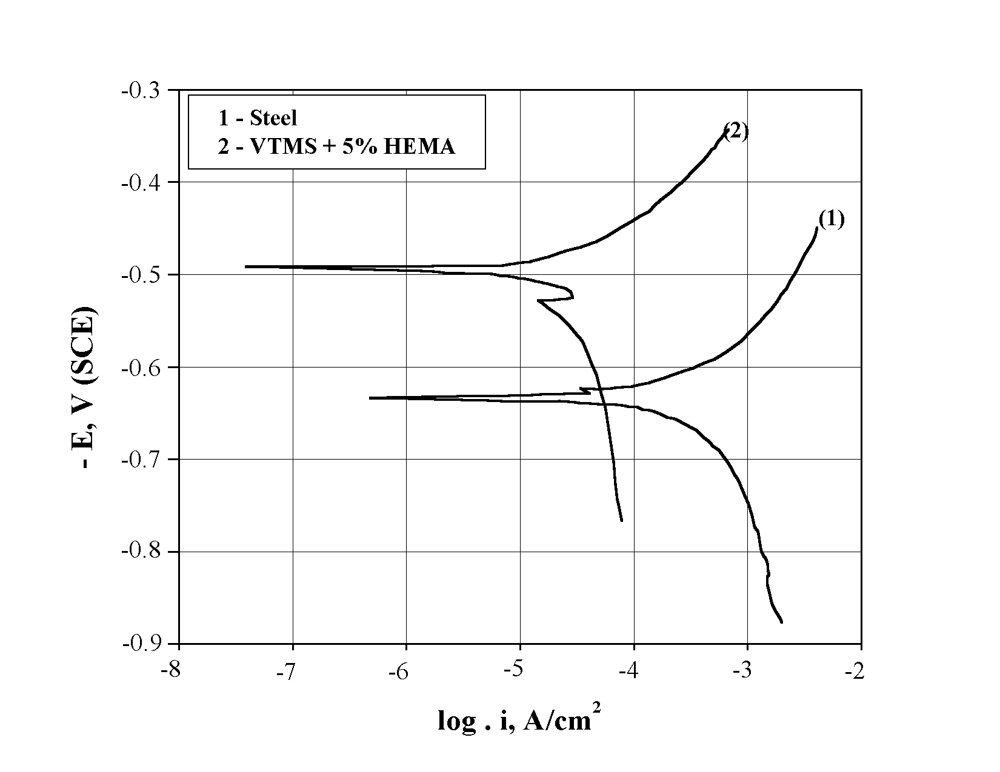 -0.3
1 - Steel
2 - VTMS + 5% HEMA
(2)
-0.4
(1)
-0.5
-0.6
-0.7
-0.8
-0.9
- E, V (SCE)
-8 -7 -6 -5 -4 -3 -2
log . i, A/cm²